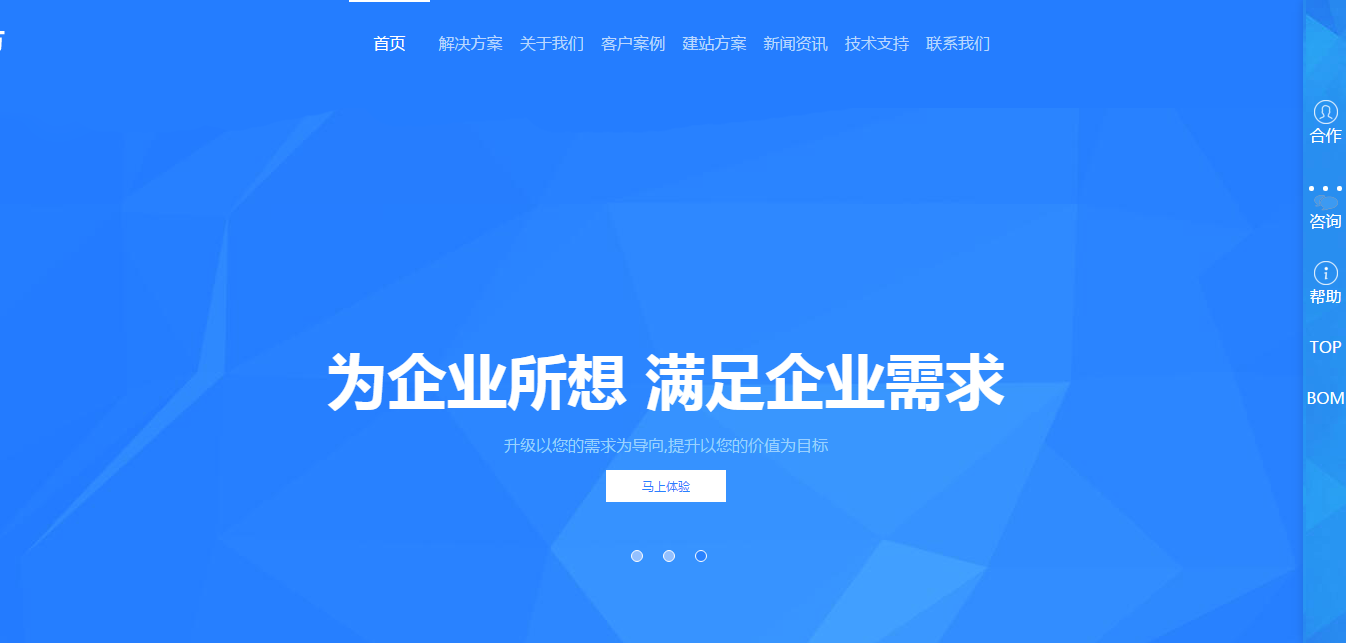 首页 解决方案 关于我们 客户案例 建站方案 新闻资讯 技术支持 联系我们
合作
咨询
帮助
TOP
BOM
为企业所想 满足企业需求
升级以您的需求为导向,提升以您的价值为目标
马上体验